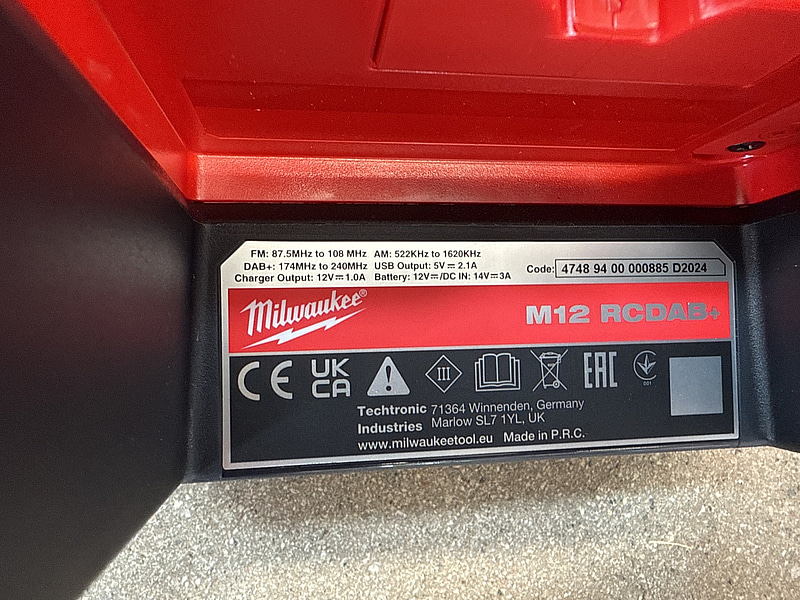 FM: 87.5MHz to 108 MHz AM: 522KHz to 1620KHz
DAB+: 174MHz to 240MHz USB Output: 5V⎓2.1A
Charger Output: 12V⎓1.0A Battery: 12V⎓/DC IN: 14V⎓3A
Code: 4748 94 00 000885 D2024
Milwaukee®
M12 RCDAB+
CE UK CA III EAC 001
Techtronic 71364 Winnenden, Germany
Industries Marlow SL7 1YL, UK
www.milwaukeetool.eu Made in P.R.C.